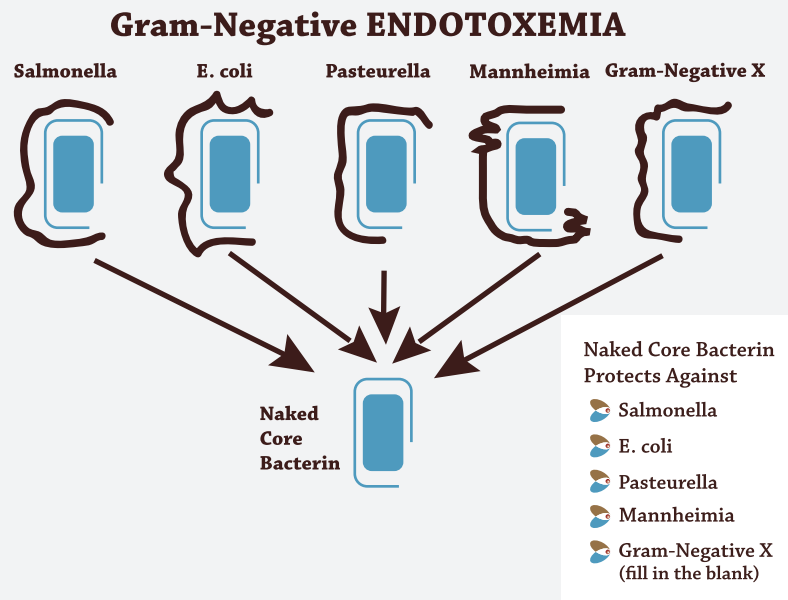 Gram-Negative ENDOTOXEMIA
Salmonella
E. coli
Pasteurella
Mannheimia
Gram-Negative X
Naked
Core
Bacterin
Naked Core Bacterin
Protects Against
Salmonella
E. coli
Pasteurella
Mannheimia
Gram-Negative X
(fill in the blank)